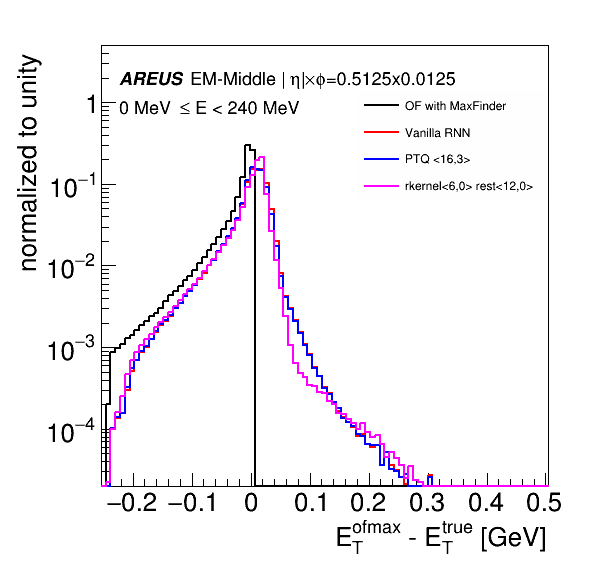 AREUS EM-Middle | η|×ϕ=0.5125x0.0125
0 MeV ≤ E < 240 MeV
OF with MaxFinder
Vanilla RNN
PTQ <16,3>
rkernel<6,0> rest<12,0>
normalized to unity
1
10⁻¹
10⁻²
10⁻³
10⁻⁴
−0.2 −0.1 0 0.1 0.2 0.3 0.4 0.5
E_T^ofmax - E_T^true [GeV]